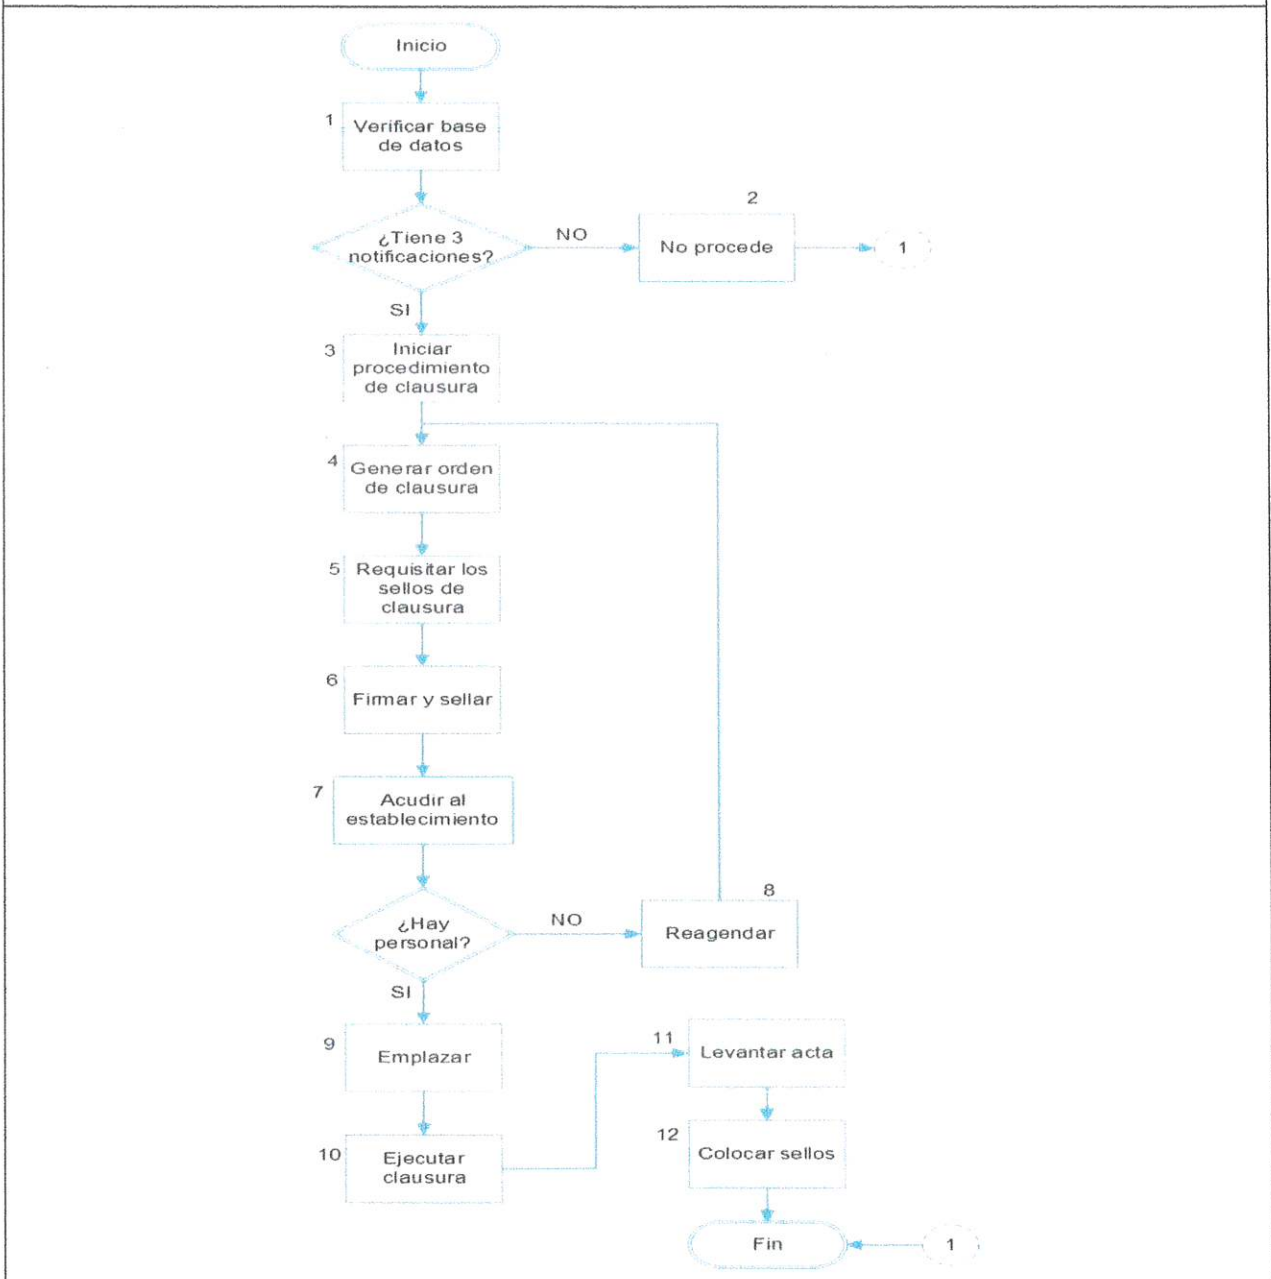 Inicio
1
Verificar base
de datos
2
¿Tiene 3
notificaciones?
NO
No procede
1
SI
3
Iniciar
procedimiento
de clausura
4
Generar orden
de clausura
5
Requisitar los
sellos de
clausura
6
Firmar y sellar
7
Acudir al
establecimiento
8
¿Hay
personal?
NO
Reagendar
SI
9
Emplazar
10
Ejecutar
clausura
11
Levantar acta
12
Colocar sellos
Fin
1